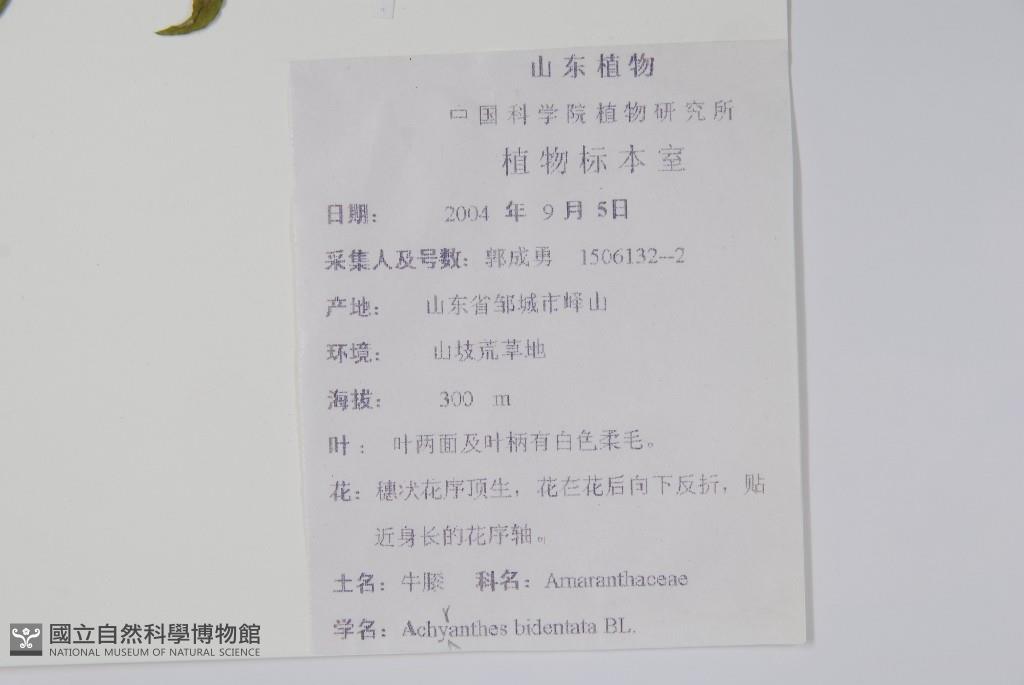 山东植物
中国科学院植物研究所
植物标本室
日期： 2004 年 9 月 5日
采集人及号数：郭成勇 1506132--2
产地： 山东省邹城市峄山
环境： 山坡荒草地
海拔： 300 m
叶： 叶两面及叶柄有白色柔毛。
花：穗状花序顶生，花在花后向下反折，贴
近身长的花序轴。
土名：牛膝 科名：Amaranthaceae
学名：Achyanthes bidentata BL.
國立自然科學博物館
NATIONAL MUSEUM OF NATURAL SCIENCE